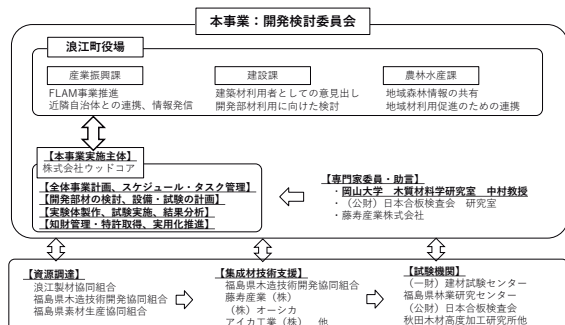 本事業：開発検討委員会
浪江町役場
産業振興課
FLAM事業推進
近隣自治体との連携、情報発信
建設課
建築材利用者としての意見出し
開発部材利用に向けた検討
農林水産課
地域森林情報の共有
地域材利用促進のための連携
【本事業実施主体】
株式会社ウッドコア
【全体事業計画、スケジュール・タスク管理】
【開発部材の検討、設備・試験の計画】
【実験体製作、試験実施、結果分析】
【知財管理・特許取得、実用化推進】
【専門家委員・助言】
・岡山大学　木質材料学研究室　中村教授
・（公財）日本合板検査会　研究室
・藤寿産業株式会社
【資源調達】
浪江製材協同組合
福島県木造技術開発協同組合
福島県素材生産協同組合
【集成材技術支援】
福島県木造技術開発協同組合
藤寿産業（株）
（株）オーシカ
アイカ工業（株）　他
【試験機関】
（一財）建材試験センター
福島県林業研究センター
（公財）日本合板検査会
秋田木材高度加工研究所他